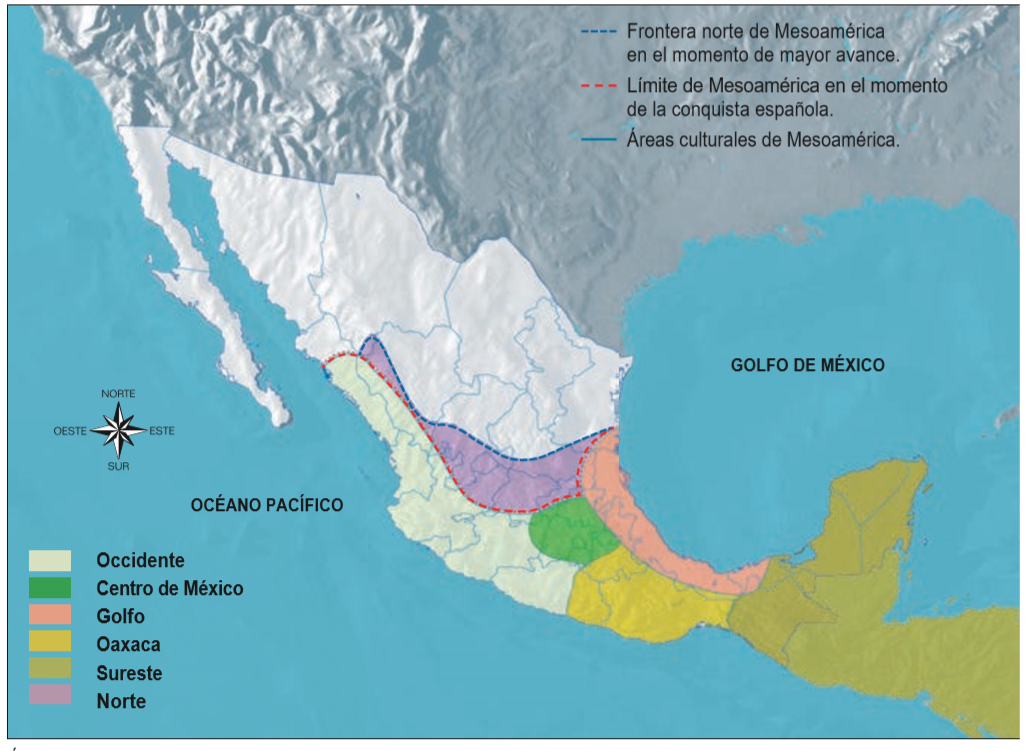 Frontera norte de Mesoamérica
en el momento de mayor avance.
Límite de Mesoamérica en el momento
de la conquista española.
Áreas culturales de Mesoamérica.
GOLFO DE MÉXICO
NORTE
OESTE
ESTE
SUR
OCÉANO PACÍFICO
Occidente
Centro de México
Golfo
Oaxaca
Sureste
Norte